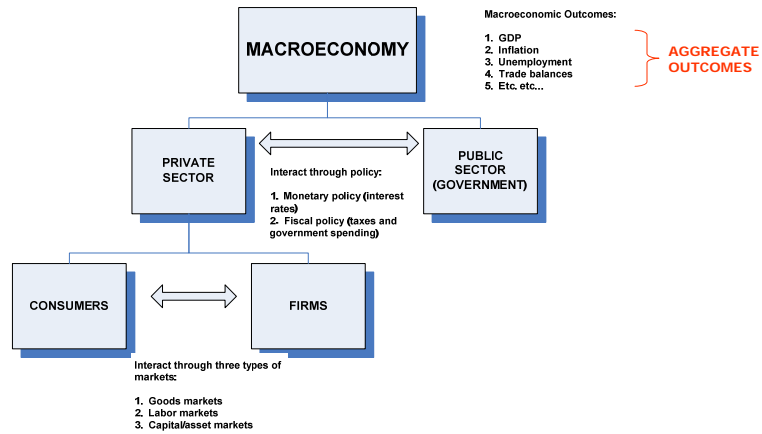 MACROECONOMY
Macroeconomic Outcomes:
1. GDP
2. Inflation
3. Unemployment
4. Trade balances
5. Etc. etc...
AGGREGATE
OUTCOMES
PRIVATE
SECTOR
PUBLIC
SECTOR
(GOVERNMENT)
Interact through policy:
1. Monetary policy (interest
rates)
2. Fiscal policy (taxes and
government spending)
CONSUMERS
FIRMS
Interact through three types of
markets:
1. Goods markets
2. Labor markets
3. Capital/asset markets